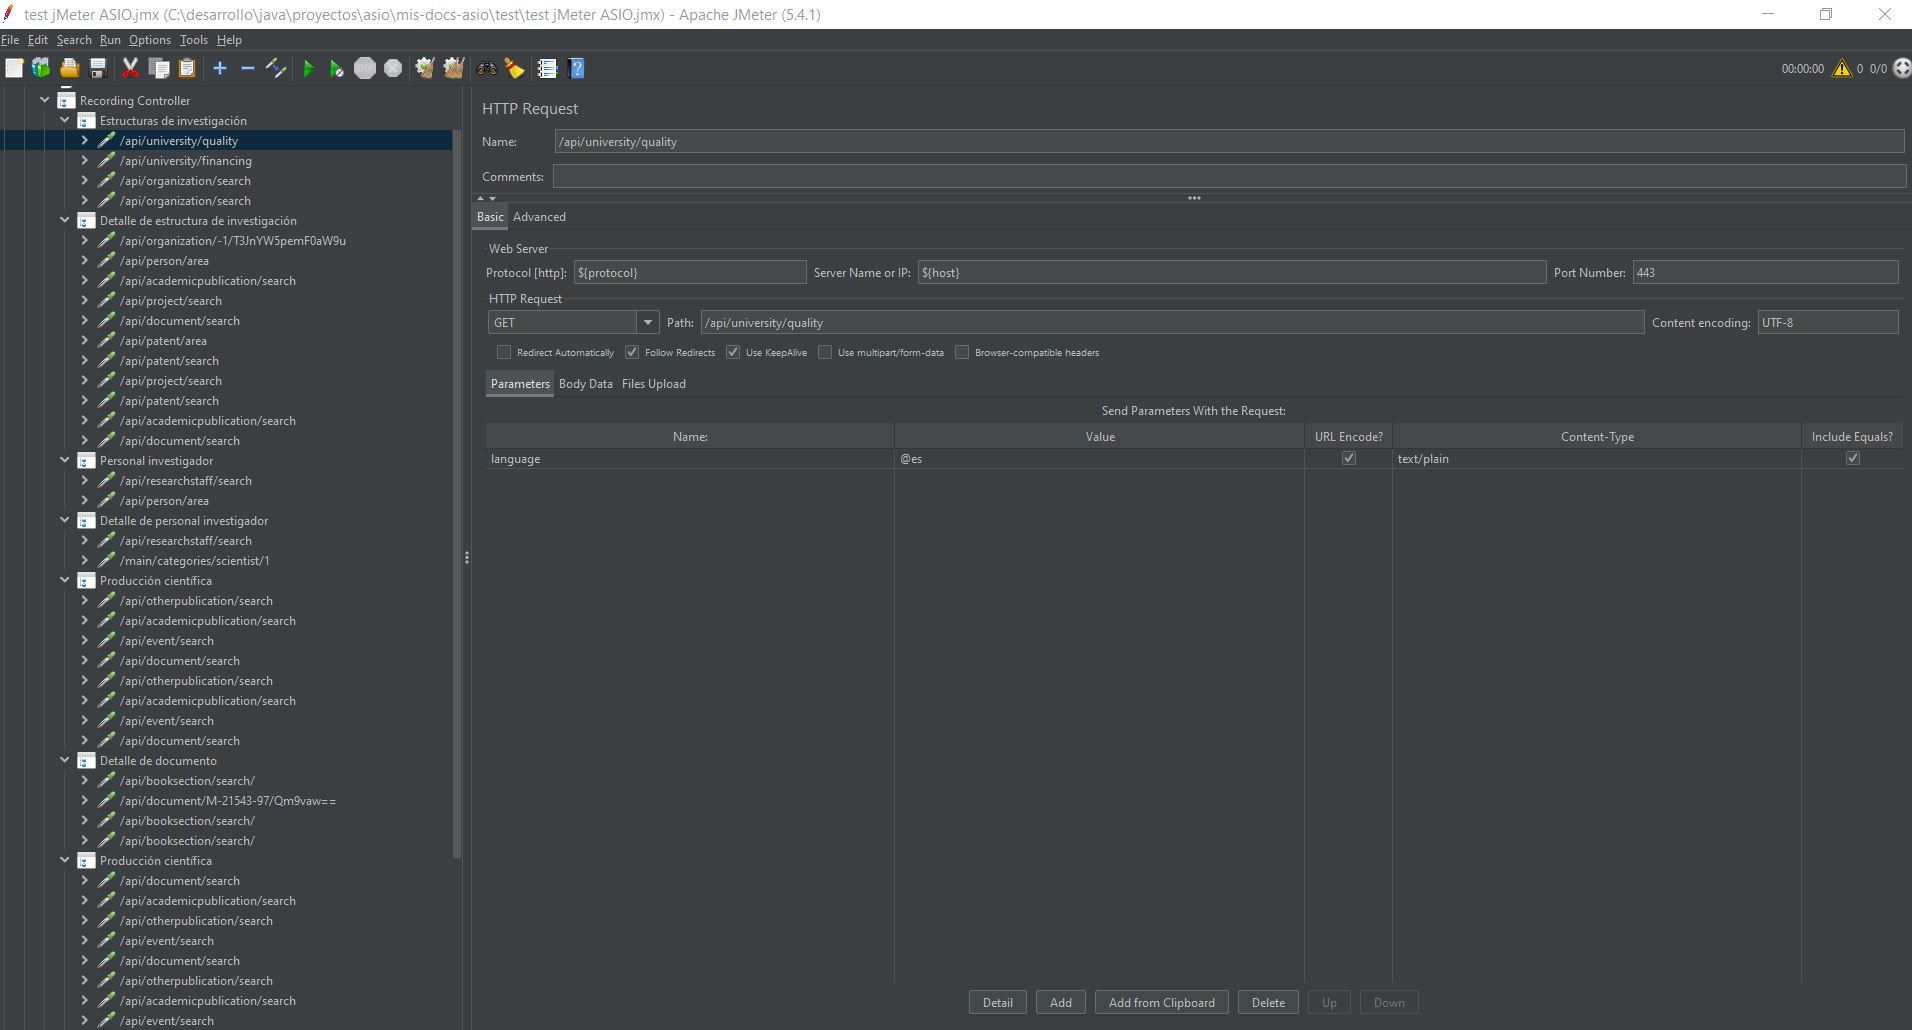 test jMeter ASIO.jmx (C:\desarrollo\java\proyectos\asio\mis-docs-asio\test\test jMeter ASIO.jmx) - Apache JMeter (5.4.1)
File Edit Search Run Options Tools Help
00:00:00 0 0/0
Recording Controller
Estructuras de investigación
/api/university/quality
/api/university/financing
/api/organization/search
/api/organization/search
Detalle de estructura de investigación
/api/organization/-1/T3JnYW5pemF0aW9u
/api/person/area
/api/academicpublication/search
/api/project/search
/api/document/search
/api/patent/area
/api/patent/search
/api/project/search
/api/patent/search
/api/academicpublication/search
/api/document/search
Personal investigador
/api/researchstaff/search
/api/person/area
Detalle de personal investigador
/api/researchstaff/search
/main/categories/scientist/1
Producción científica
/api/otherpublication/search
/api/academicpublication/search
/api/event/search
/api/document/search
/api/otherpublication/search
/api/academicpublication/search
/api/event/search
/api/document/search
Detalle de documento
/api/booksection/search/
/api/document/M-21543-97/Qm9vaw==
/api/booksection/search/
/api/booksection/search/
Producción científica
/api/document/search
/api/academicpublication/search
/api/otherpublication/search
/api/event/search
/api/document/search
/api/otherpublication/search
/api/academicpublication/search
/api/event/search
HTTP Request
Name: /api/university/quality
Comments:
Basic Advanced
Web Server
Protocol [http]: ${protocol} Server Name or IP: ${host} Port Number: 443
HTTP Request
GET Path: /api/university/quality Content encoding: UTF-8
Redirect Automatically Follow Redirects Use KeepAlive Use multipart/form-data Browser-compatible headers
Parameters Body Data Files Upload
Send Parameters With the Request:
Name: Value URL Encode? Content-Type Include Equals?
language @es text/plain
Detail Add Add from Clipboard Delete Up Down